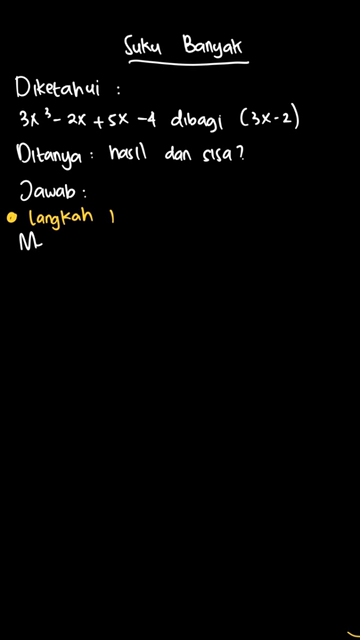 Suku Banyak
Diketahui :
3x³ - 2x + 5x - 4 dibagi (3x - 2)
Ditanya : hasil dan sisa?
Jawab :
• Langkah 1
M